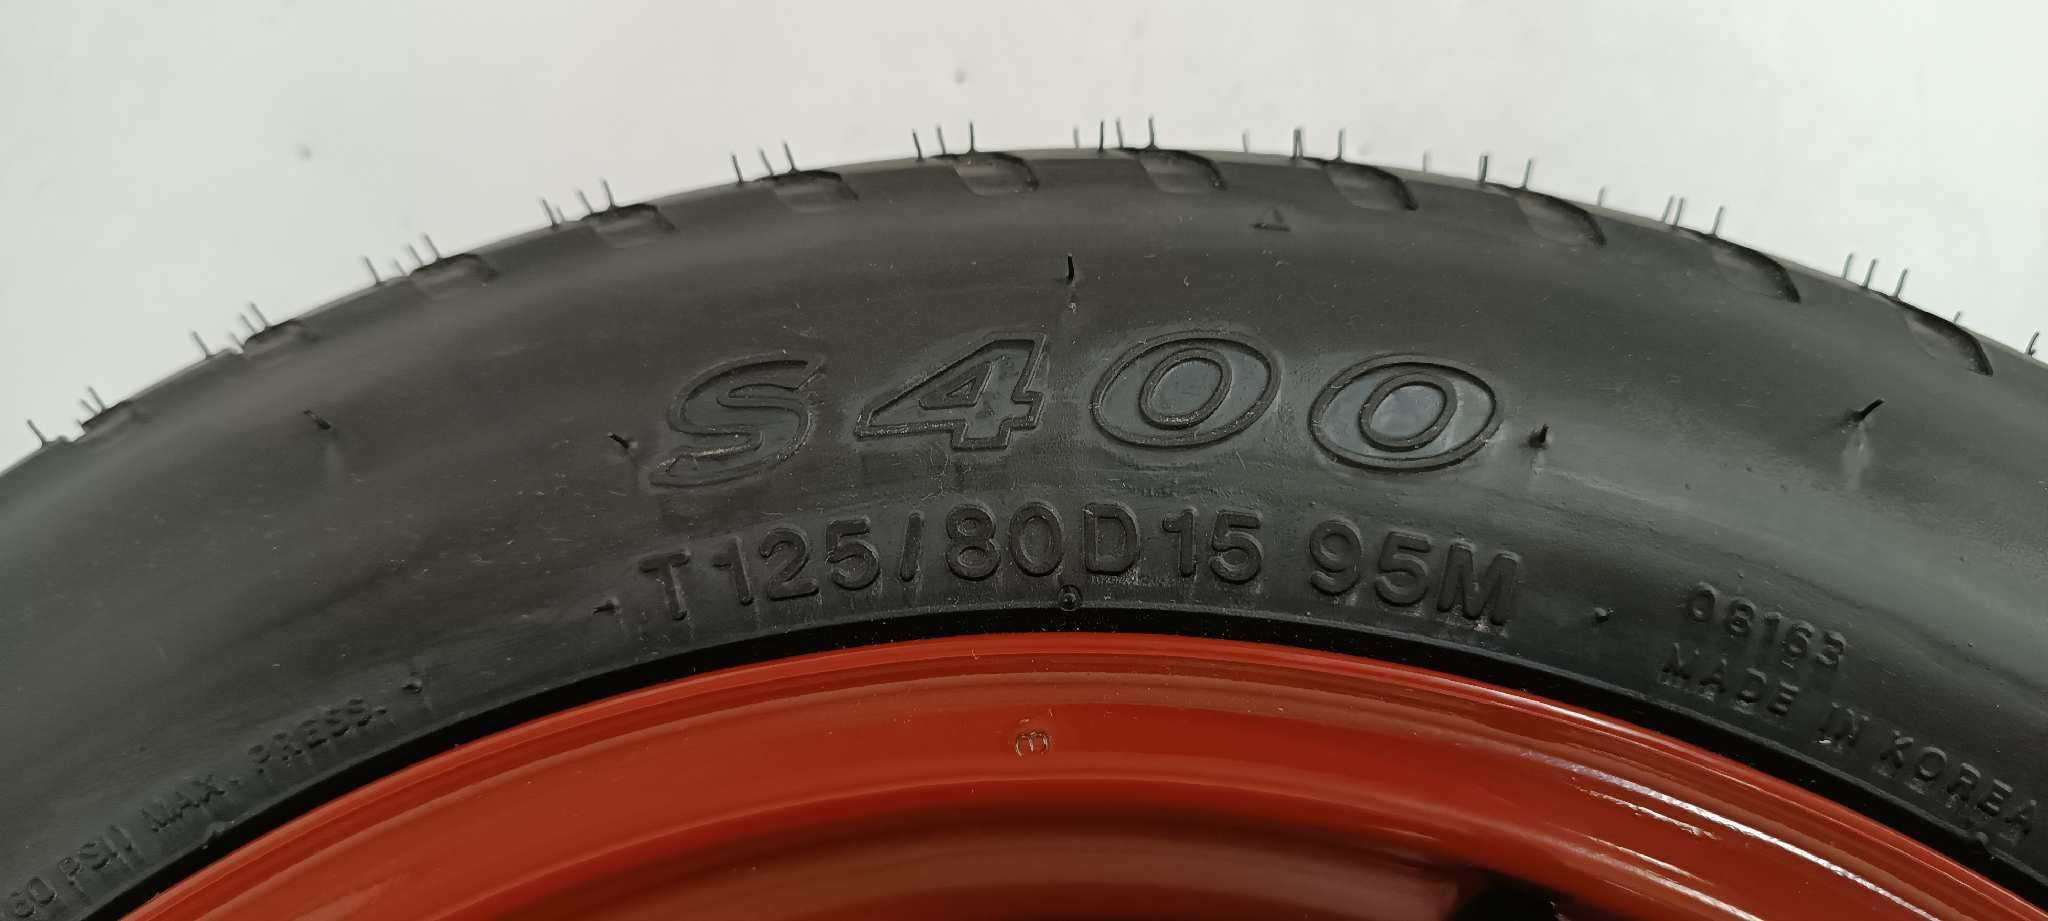 S400
T125/80D15 95M
08163
MADE IN KOREA
60 PSI) MAX. PRESS.